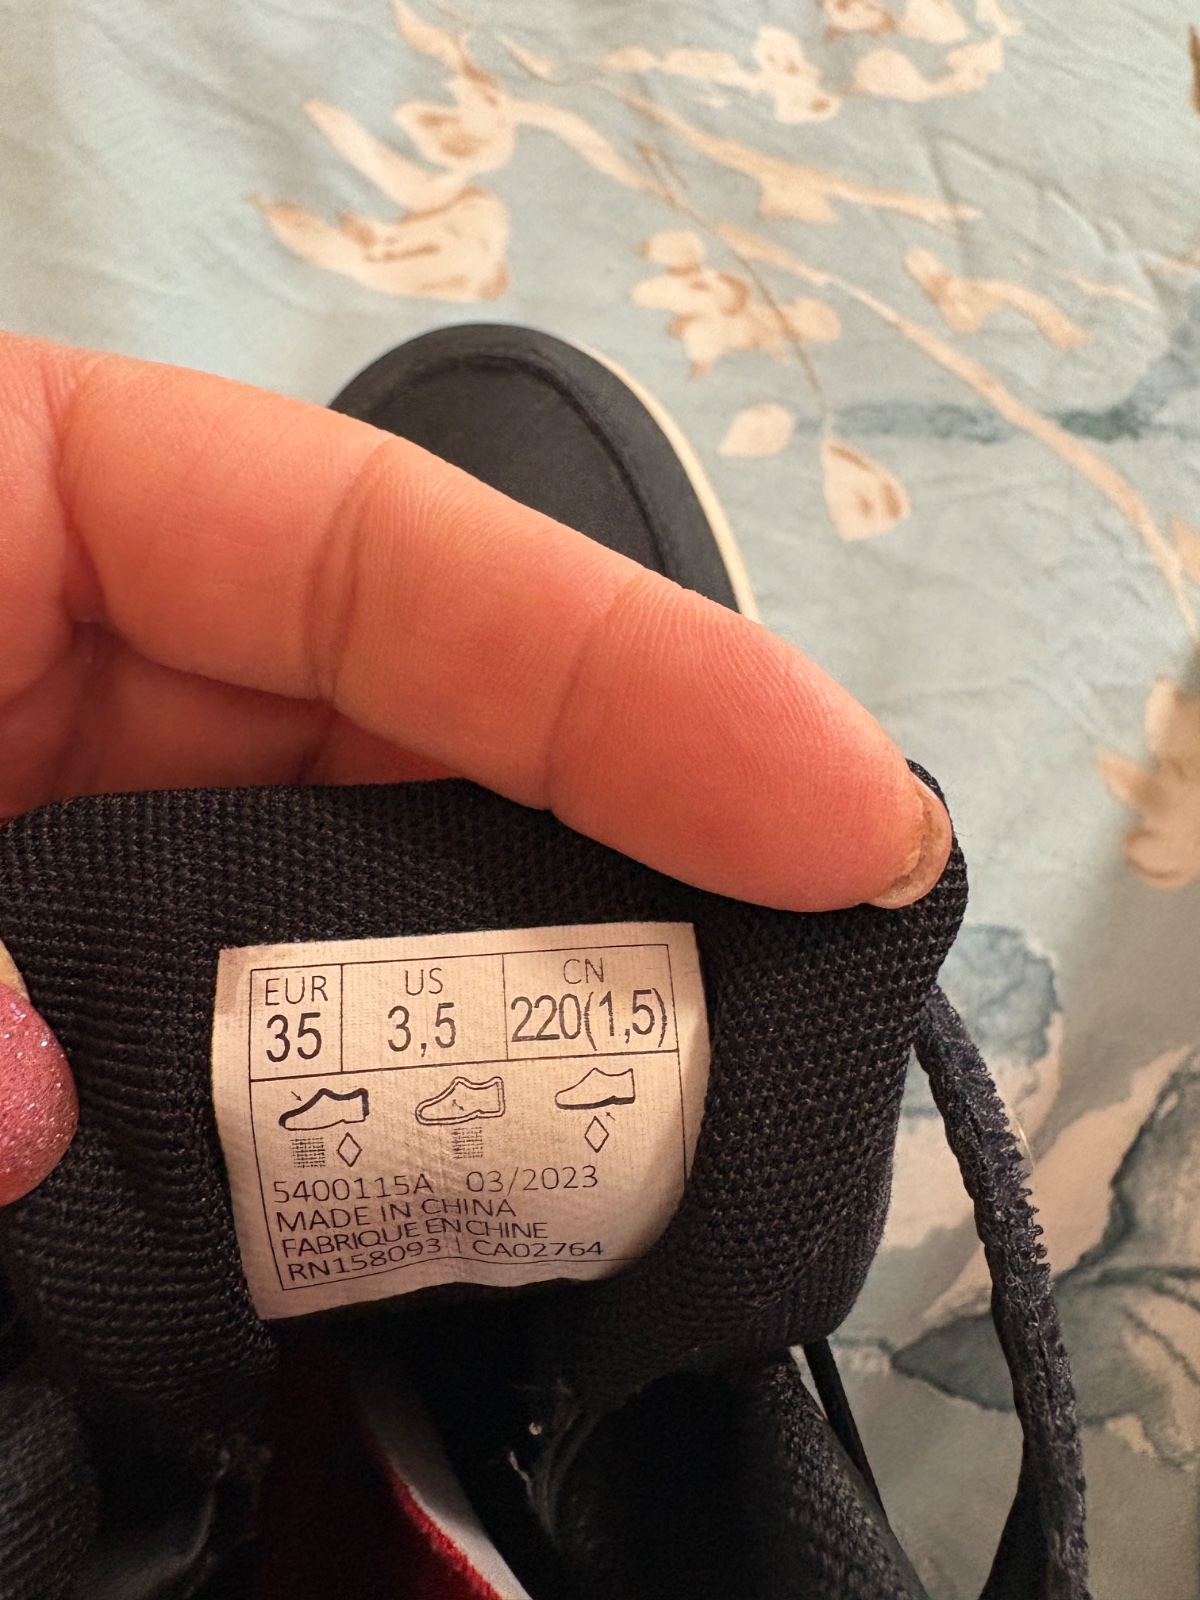 EUR US CN
35 3,5 220(1,5)
5400115A 03/2023
MADE IN CHINA
FABRIQUE EN CHINE
RN158093 CA02764